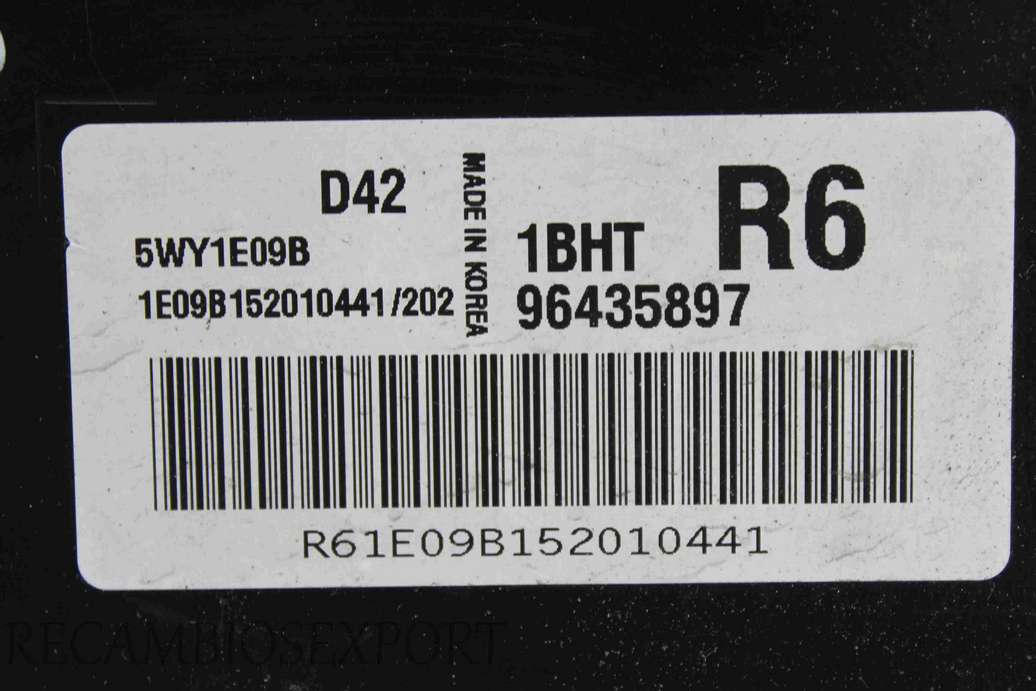 D42
5WY1E09B
1E09B152010441/202
MADE IN KOREA
1BHT
R6
96435897
R61E09B152010441
RECAMBIOSEXPORT